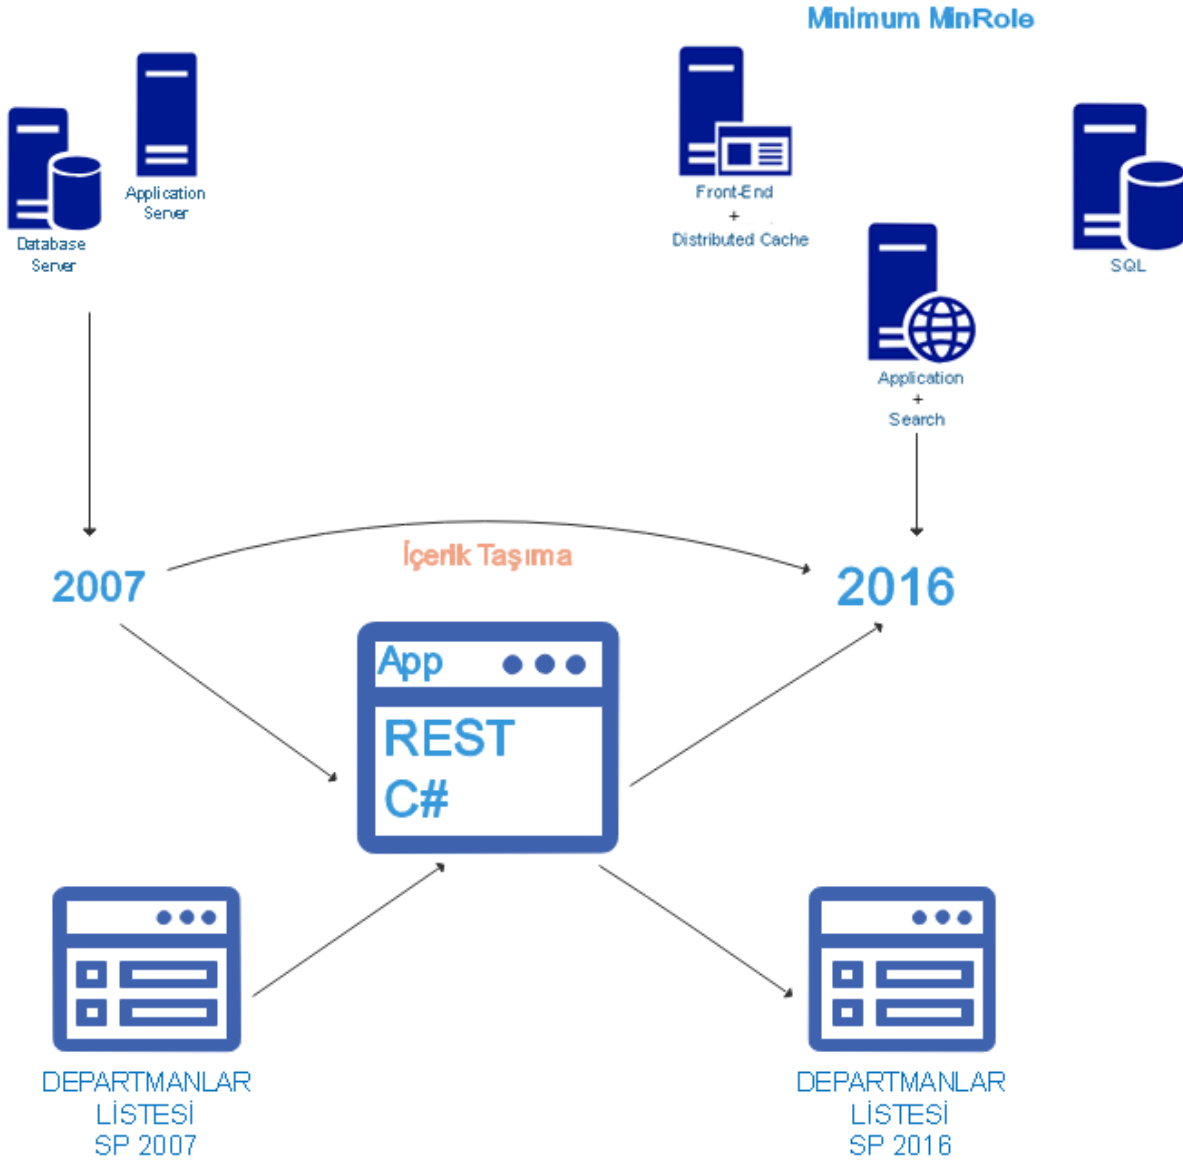 Minimum MinRole
Application
Server
Database
Server
Front-End
+
Distributed Cache
SQL
Application
+
Search
İçerik Taşıma
2007
2016
App
REST
C#
DEPARTMANLAR
LİSTESİ
SP 2007
DEPARTMANLAR
LİSTESİ
SP 2016